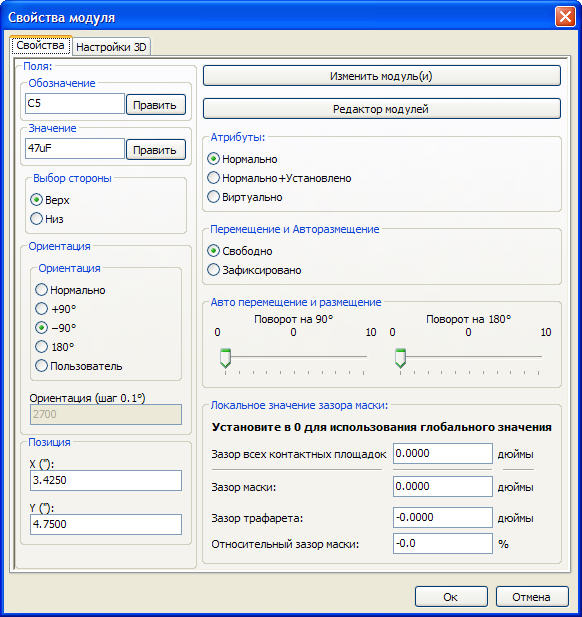 Свойства модуля
Свойства
Настройки 3D
Поля:
Обозначение
C5
Править
Значение
47uF
Править
Выбор стороны
Верх
Низ
Ориентация
Ориентация
Нормально
+90°
−90°
180°
Пользователь
Ориентация (шаг 0.1°)
2700
Позиция
X ("):
3.4250
Y ("):
4.7500
Изменить модуль(и)
Редактор модулей
Атрибуты:
Нормально
Нормально+Установлено
Виртуально
Перемещение и Авторазмещение
Свободно
Зафиксировано
Авто перемещение и размещение
Поворот на 90°
0 0 10
Поворот на 180°
0 0 10
Локальное значение зазора маски:
Установите в 0 для использования глобального значения
Зазор всех контактных площадок 0.0000 дюймы
Зазор маски: 0.0000 дюймы
Зазор трафарета: -0.0000 дюймы
Относительный зазор маски: -0.0 %
Ок
Отмена